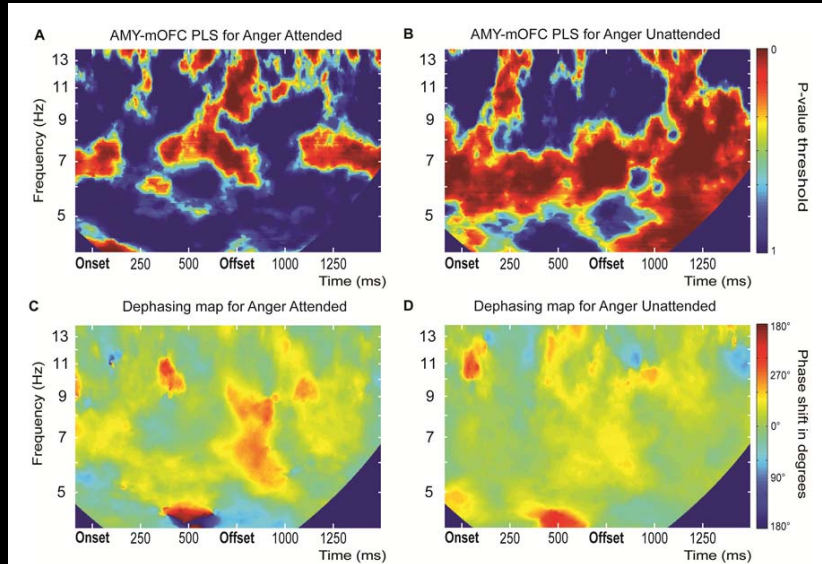 A AMY-mOFC PLS for Anger Attended
B AMY-mOFC PLS for Anger Unattended
Frequency (Hz)
13
11
9
7
5
Onset 250 500 Offset 1000 1250
Time (ms)
13
11
9
7
5
Onset 250 500 Offset 1000 1250
Time (ms)
0
1
P-value threshold
C Dephasing map for Anger Attended
D Dephasing map for Anger Unattended
Frequency (Hz)
13
11
9
7
5
Onset 250 500 Offset 1000 1250
Time (ms)
13
11
9
7
5
Onset 250 500 Offset 1000 1250
Time (ms)
180°
270°
0°
90°
180°
Phase shift in degrees